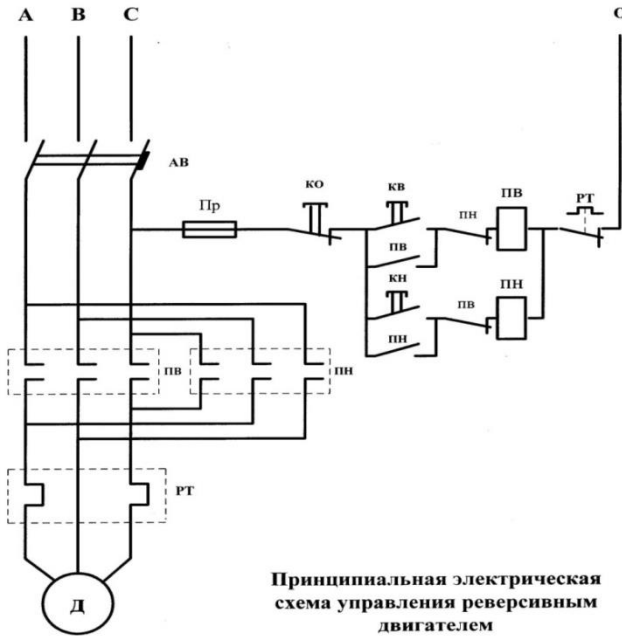 А В С О
АВ
КО КВ ПВ РТ
Пр ПН
ПВ
КН ПН
ПВ
ПН
ПВ ПН
РТ
Д
Принципиальная электрическая
схема управления реверсивным
двигателем